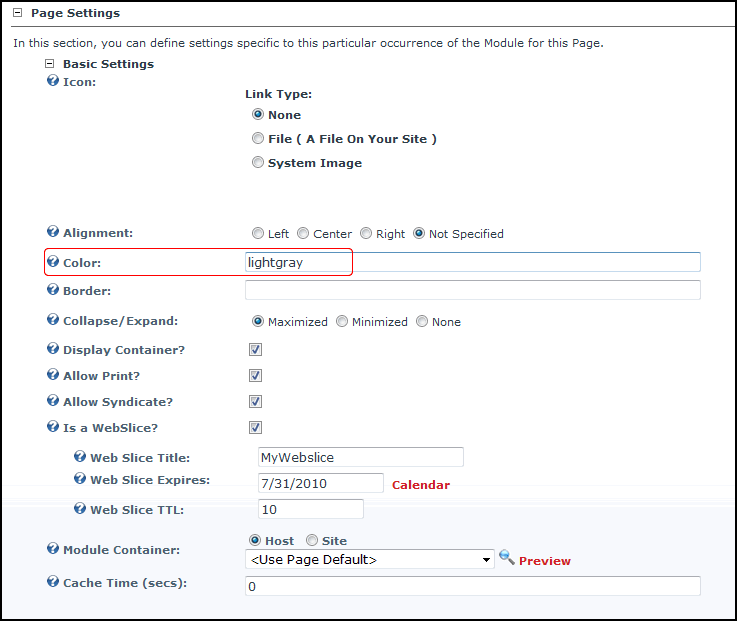 Page Settings
In this section, you can define settings specific to this particular occurrence of the Module for this Page.
Basic Settings
Icon:
Link Type:
None
File ( A File On Your Site )
System Image
Alignment: Left Center Right Not Specified
Color: lightgray
Border:
Collapse/Expand: Maximized Minimized None
Display Container?
Allow Print?
Allow Syndicate?
Is a WebSlice?
Web Slice Title: MyWebslice
Web Slice Expires: 7/31/2010 Calendar
Web Slice TTL: 10
Host Site
Module Container: <Use Page Default> Preview
Cache Time (secs): 0